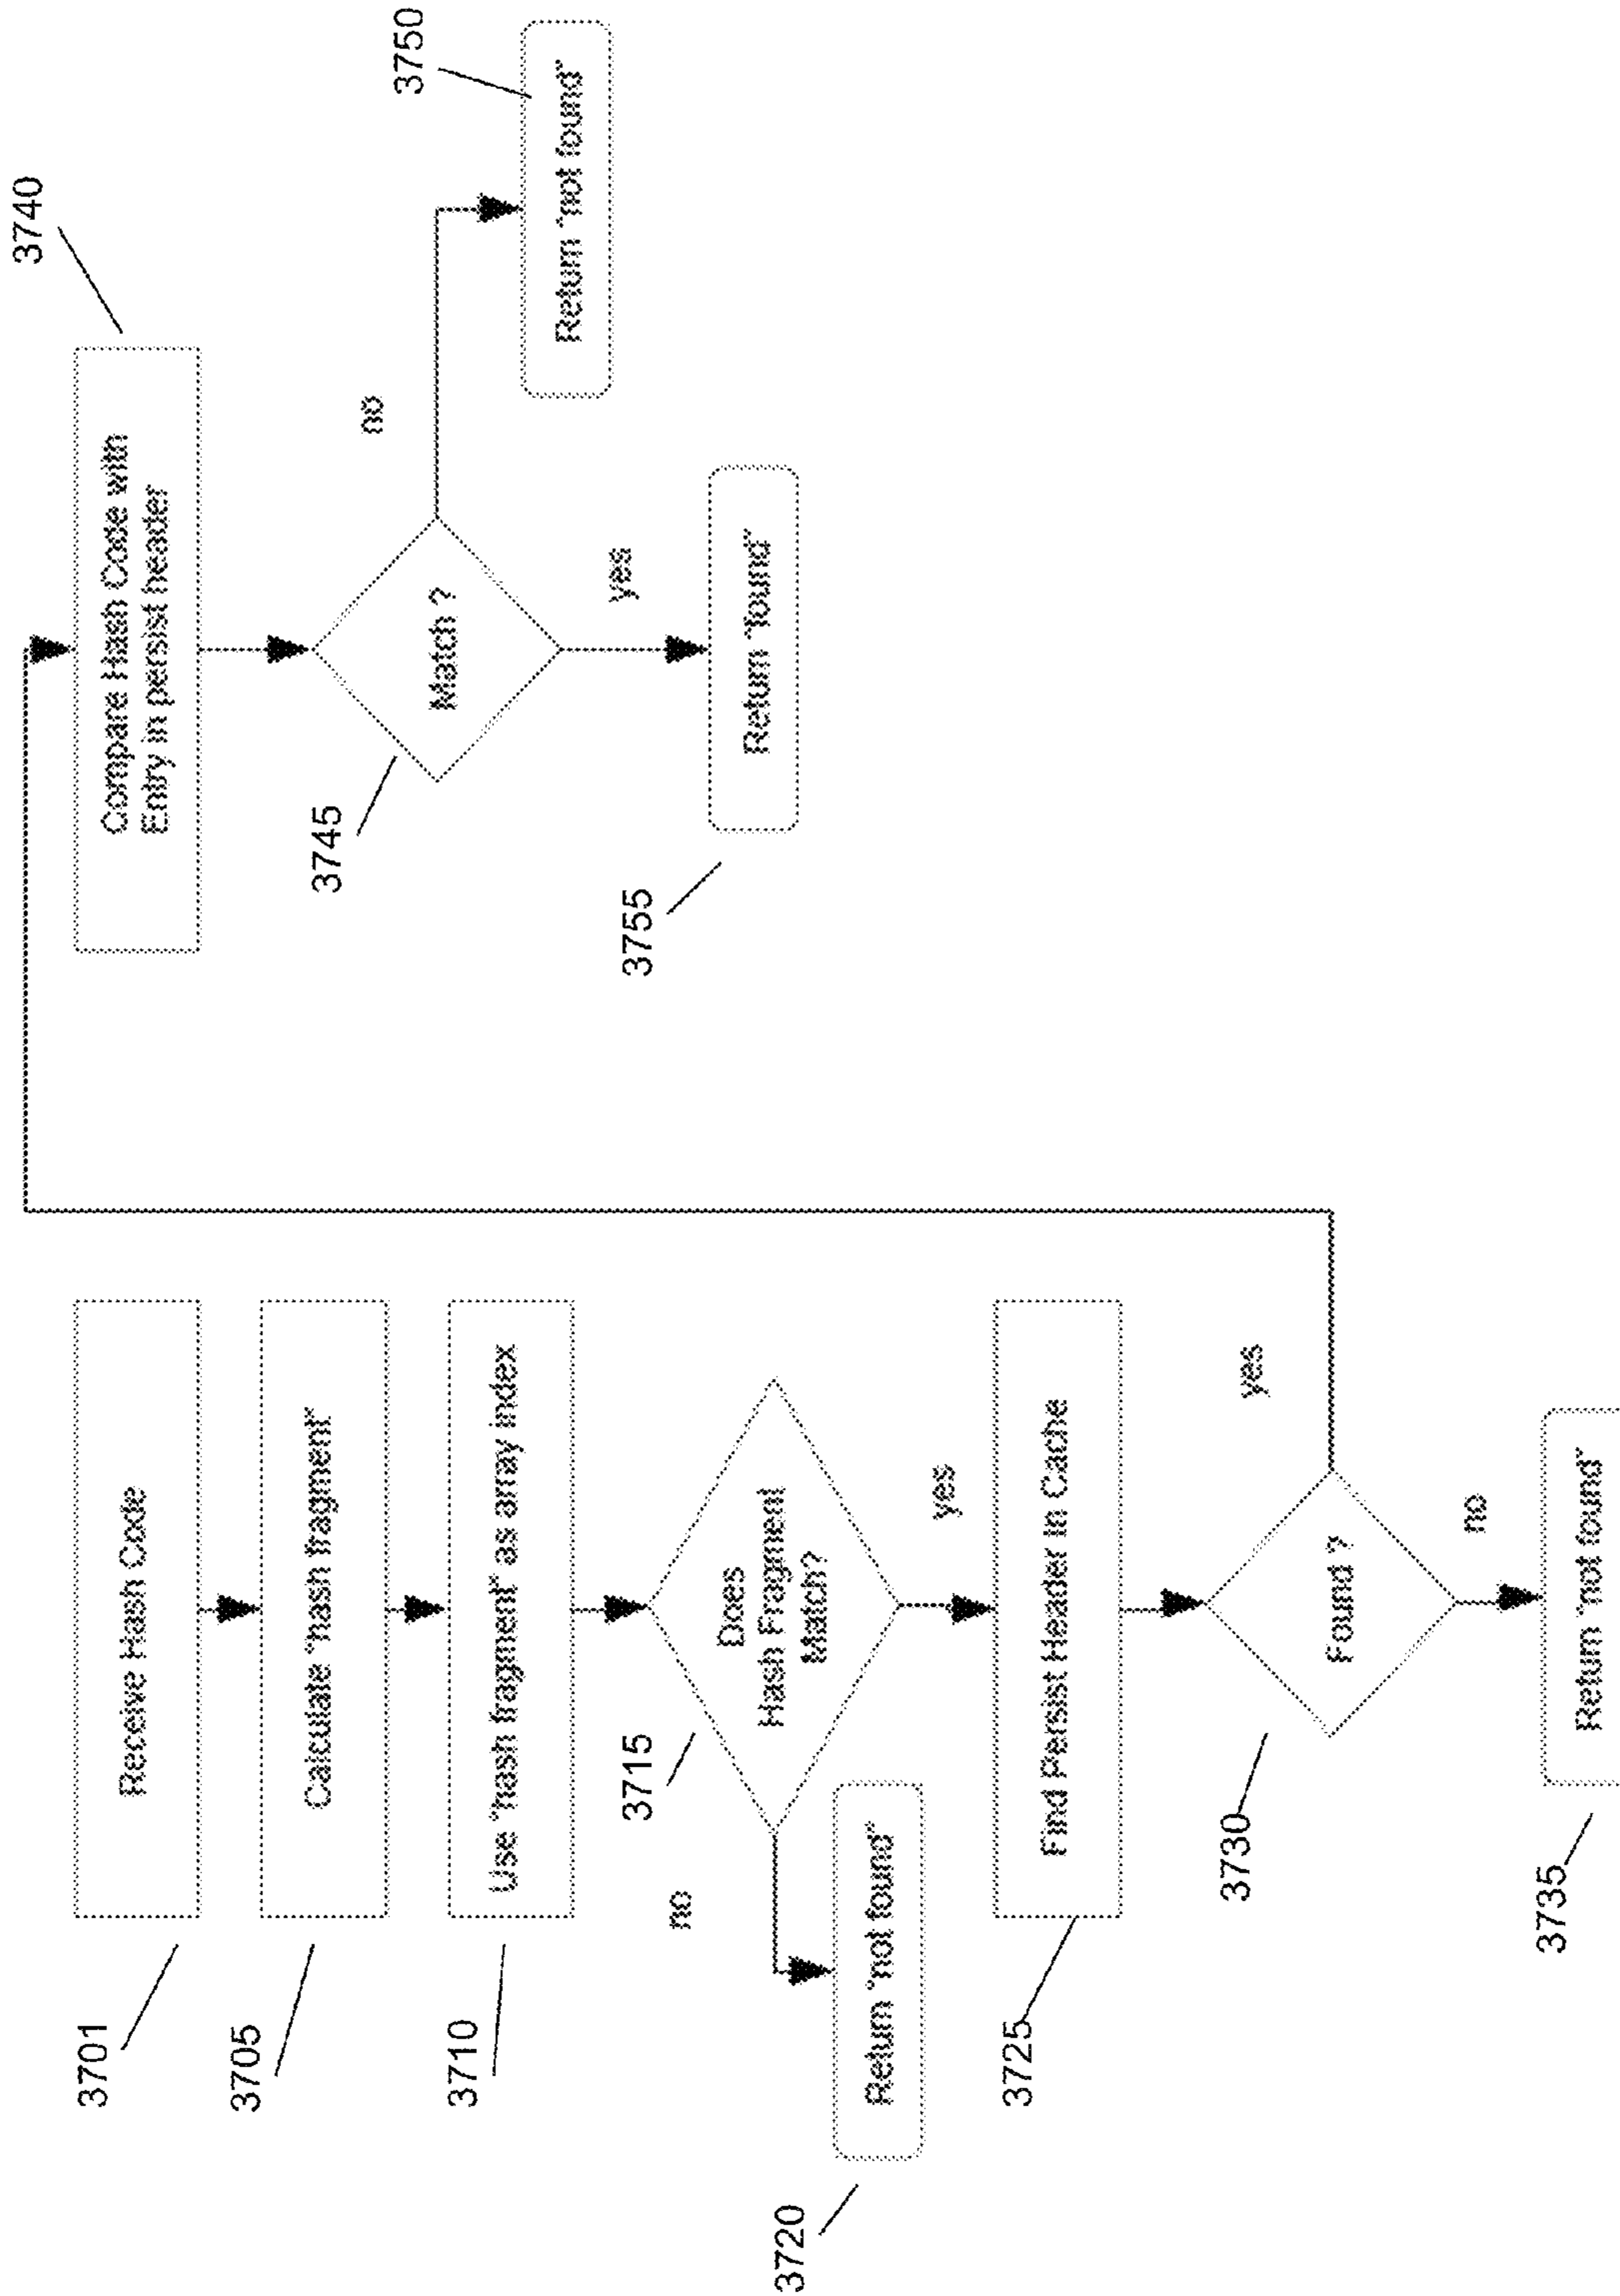 3701
Receive Hash Code
3705
Calculate "hash fragment"
3710
Use "hash fragment" as array index
3715
Does
Hash Fragment
Match?
no
3720
Return "not found"
yes
3725
Find Persist Header in Cache
3730
Found ?
yes
no
3735
Return "not found"
3740
Compare Hash Code with
Entry in persist header
3745
Match ?
no
3750
Return "not found"
yes
3755
Return "found"